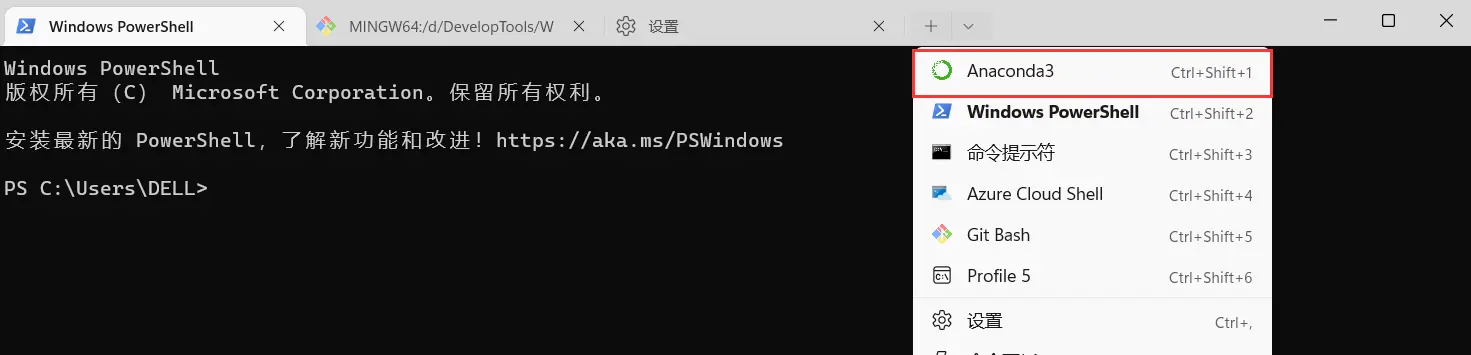 Windows PowerShell
MINGW64:/d/DevelopTools/W
设置
Windows PowerShell
版权所有 (C) Microsoft Corporation。保留所有权利。
安装最新的 PowerShell，了解新功能和改进！https://aka.ms/PSWindows
PS C:\Users\DELL>
Anaconda3 Ctrl+Shift+1
Windows PowerShell Ctrl+Shift+2
命令提示符 Ctrl+Shift+3
Azure Cloud Shell Ctrl+Shift+4
Git Bash Ctrl+Shift+5
Profile 5 Ctrl+Shift+6
设置 Ctrl+,